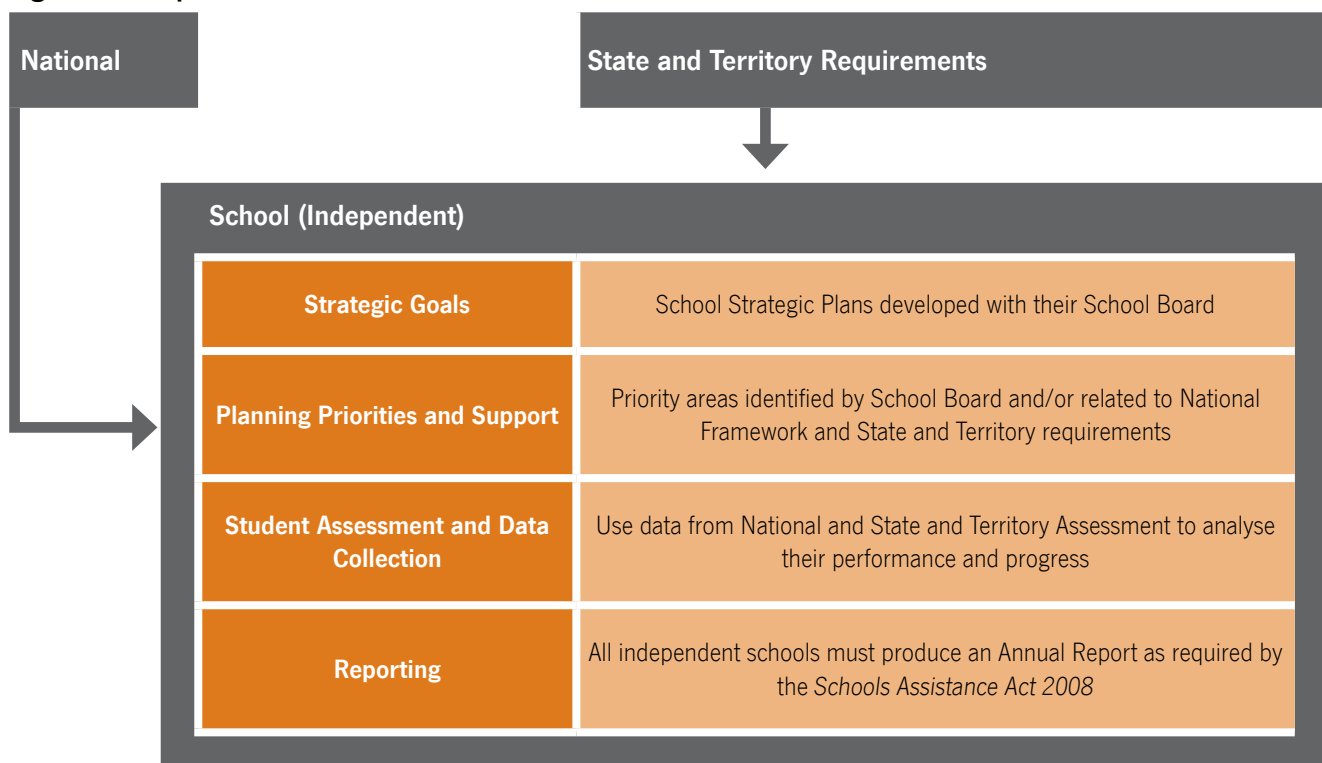 National
State and Territory Requirements
School (Independent)
Strategic Goals
School Strategic Plans developed with their School Board
Planning Priorities and Support
Priority areas identified by School Board and/or related to National
Framework and State and Territory requirements
Student Assessment and Data
Collection
Use data from National and State and Territory Assessment to analyse
their performance and progress
Reporting
All independent schools must produce an Annual Report as required by
the Schools Assistance Act 2008